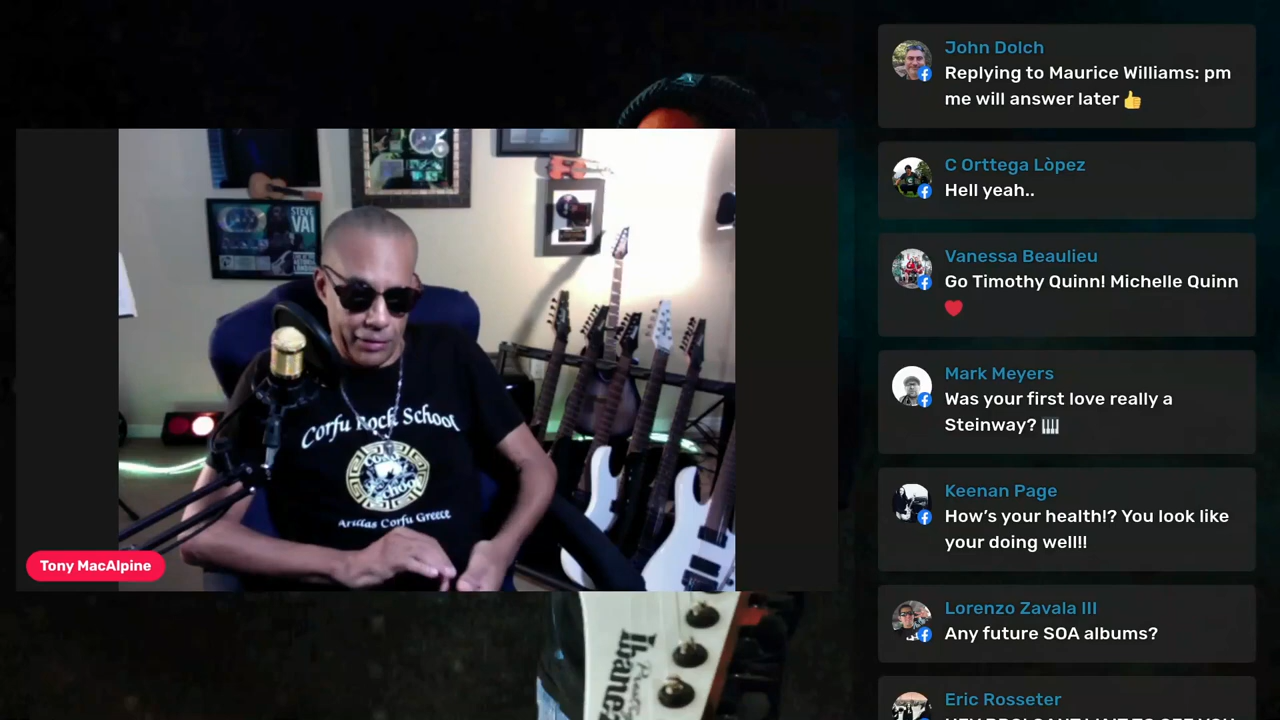 John Dolch
Replying to Maurice Williams: pm
me will answer later 👍
C Orttega Lòpez
Hell yeah..
Vanessa Beaulieu
Go Timothy Quinn! Michelle Quinn
❤️
Mark Meyers
Was your first love really a
Steinway? 🎹
Keenan Page
How’s your health!? You look like
your doing well!!!
Lorenzo Zavala III
Any future SOA albums?
Eric Rosseter
STEVE
VAI
Corfu Rock School
Arillas Corfu Greece
Tony MacAlpine
Ibanez